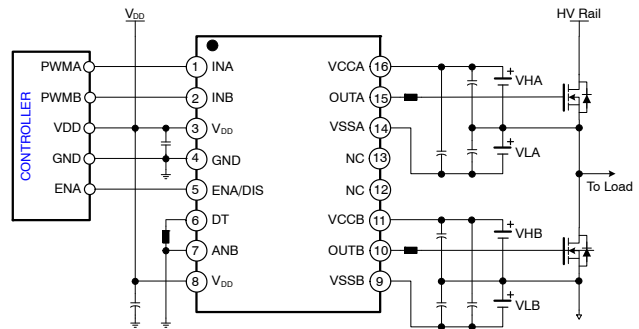 VDD
HV Rail
CONTROLLER
PWMA
PWMB
VDD
GND
ENA
1 INA
2 INB
3 VDD
4 GND
5 ENA/DIS
6 DT
7 ANB
8 VDD
VCCA 16
OUTA 15
VSSA 14
NC 13
NC 12
VCCB 11
OUTB 10
VSSB 9
+
VHA
+
VLA
To Load
+
VHB
+
VLB